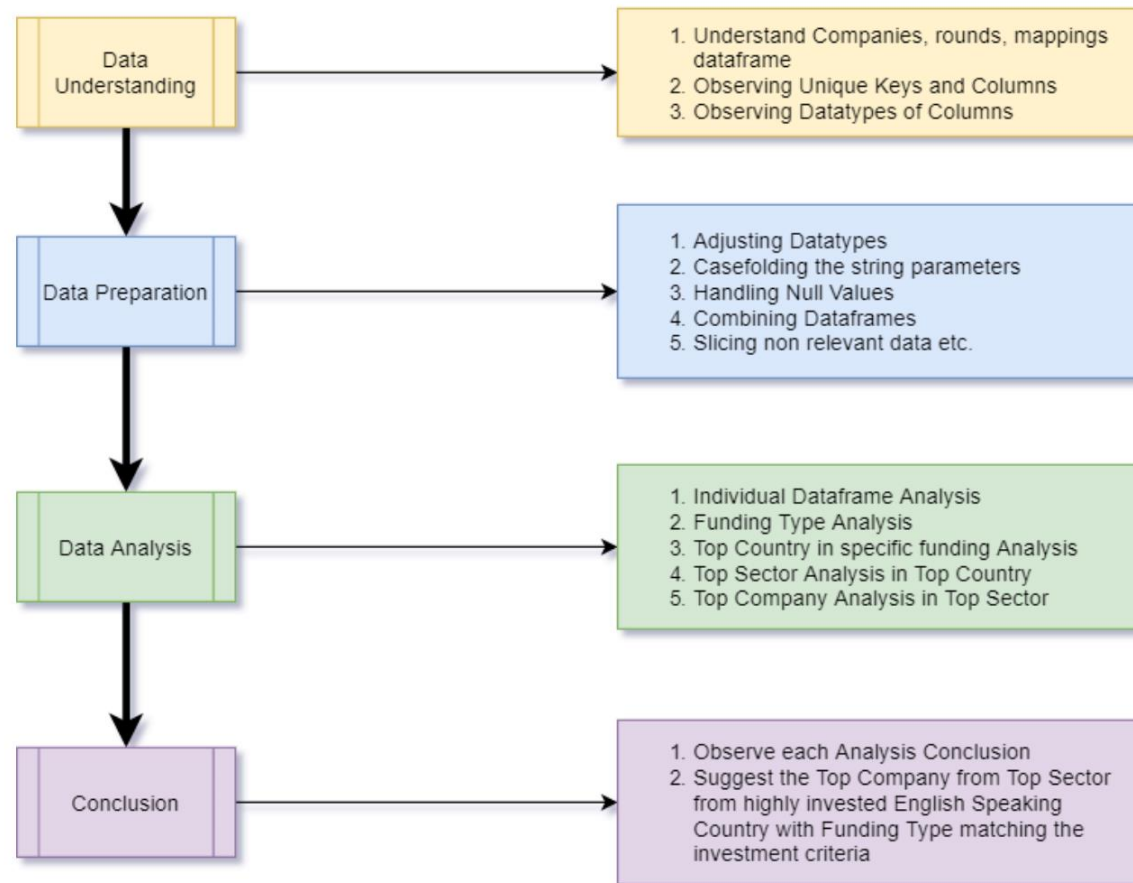 Data
Understanding
1. Understand Companies, rounds, mappings
dataframe
2. Observing Unique Keys and Columns
3. Observing Datatypes of Columns
Data Preparation
1. Adjusting Datatypes
2. Casefolding the string parameters
3. Handling Null Values
4. Combining Dataframes
5. Slicing non relevant data etc.
Data Analysis
1. Individual Dataframe Analysis
2. Funding Type Analysis
3. Top Country in specific funding Analysis
4. Top Sector Analysis in Top Country
5. Top Company Analysis in Top Sector
Conclusion
1. Observe each Analysis Conclusion
2. Suggest the Top Company from Top Sector
from highly invested English Speaking
Country with Funding Type matching the
investment criteria